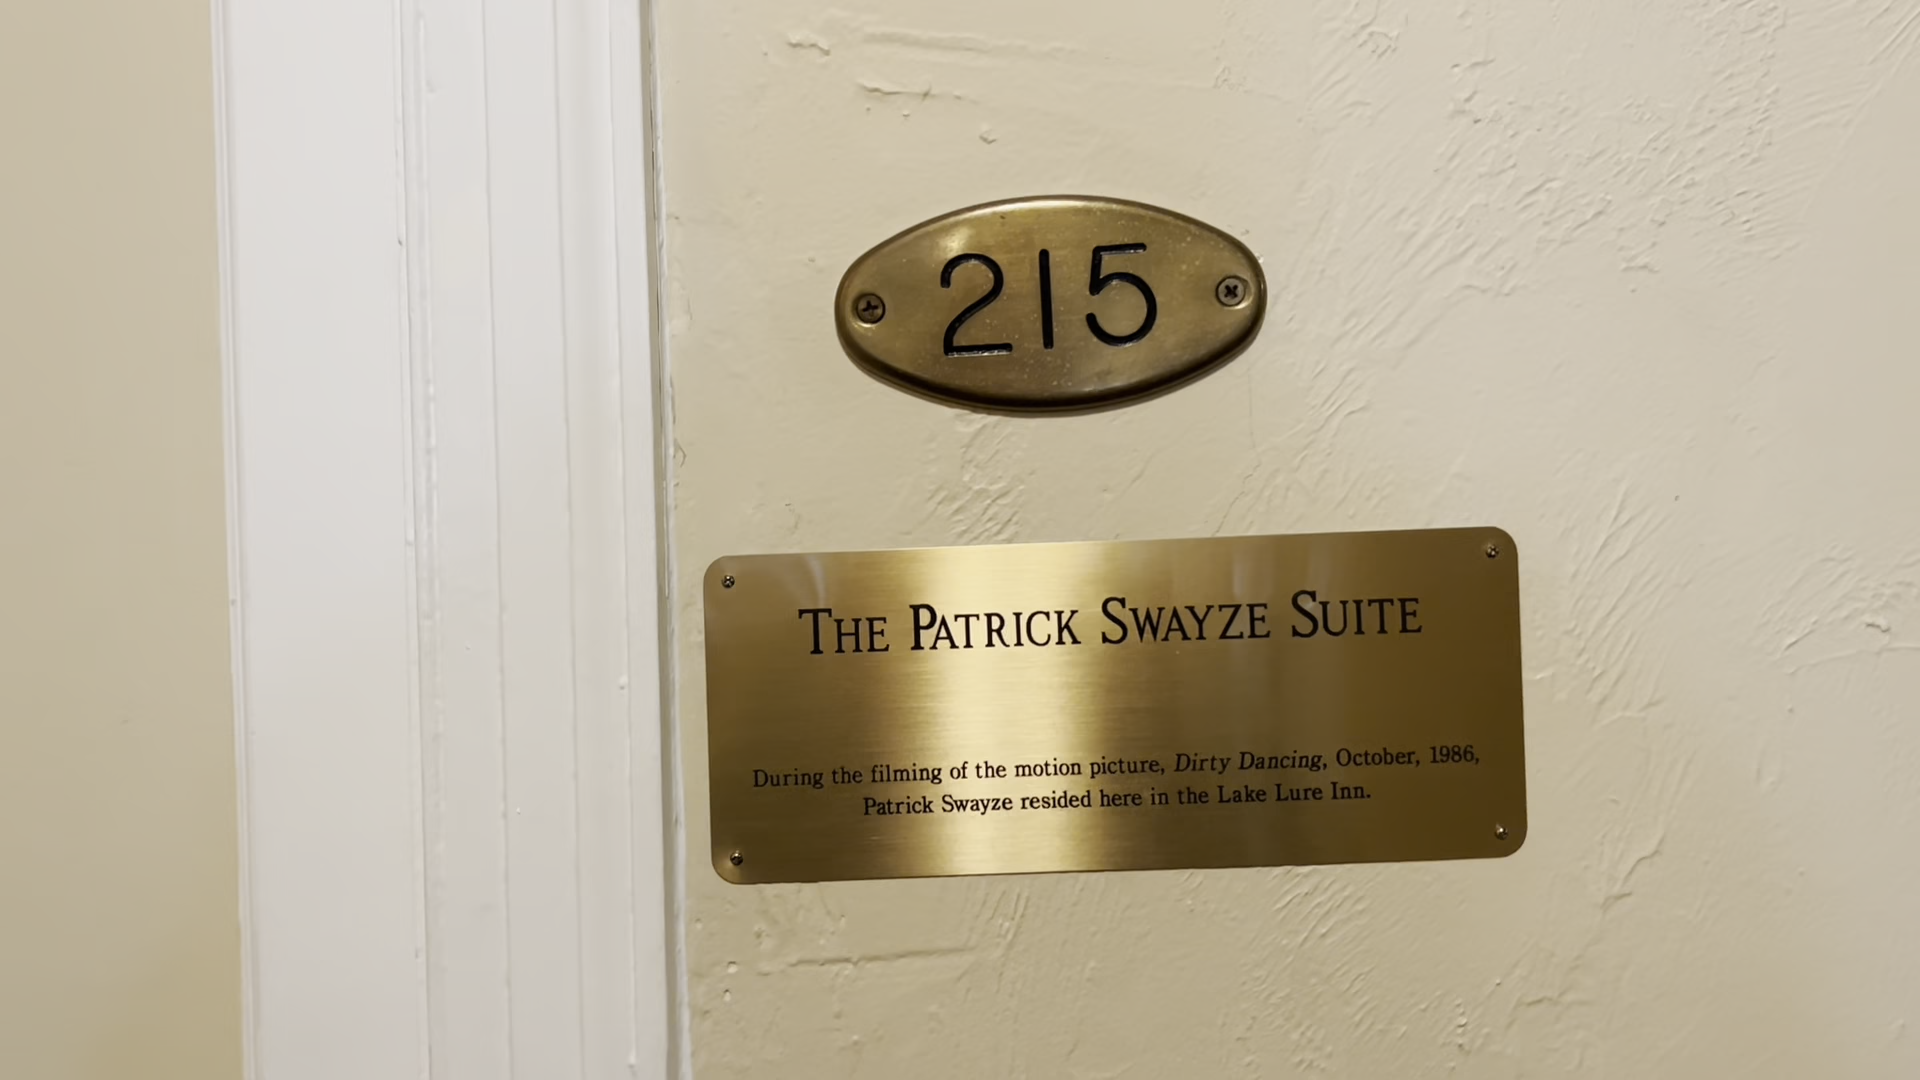 215
THE PATRICK SWAYZE SUITE
During the filming of the motion picture, Dirty Dancing, October, 1986,
Patrick Swayze resided here in the Lake Lure Inn.